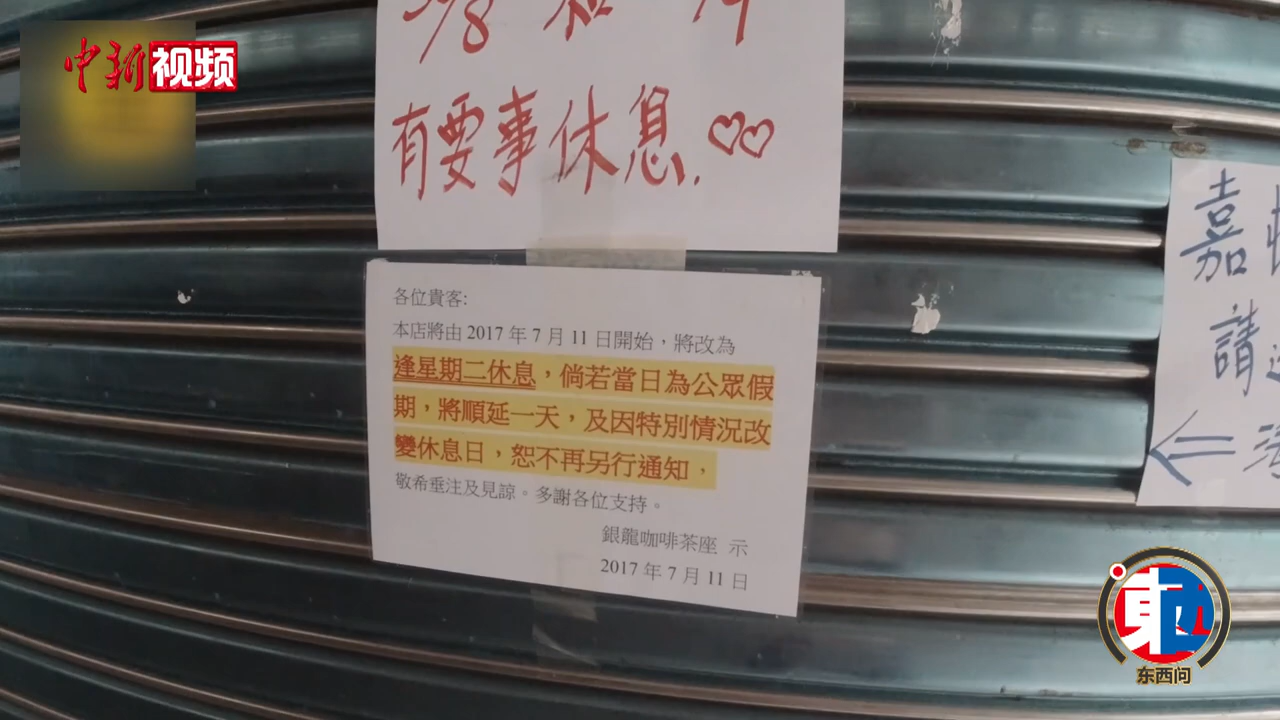 中新视频
有要事休息.
各位貴客:
本店將由 2017 年 7 月 11 日開始，將改為
逢星期二休息，倘若當日為公眾假
期，將順延一天，及因特別情況改
變休息日，恕不再另行通知，
敬希垂注及見諒。多謝各位支持。
銀龍咖啡茶座 示
2017 年 7 月 11 日
嘉
請
东西问